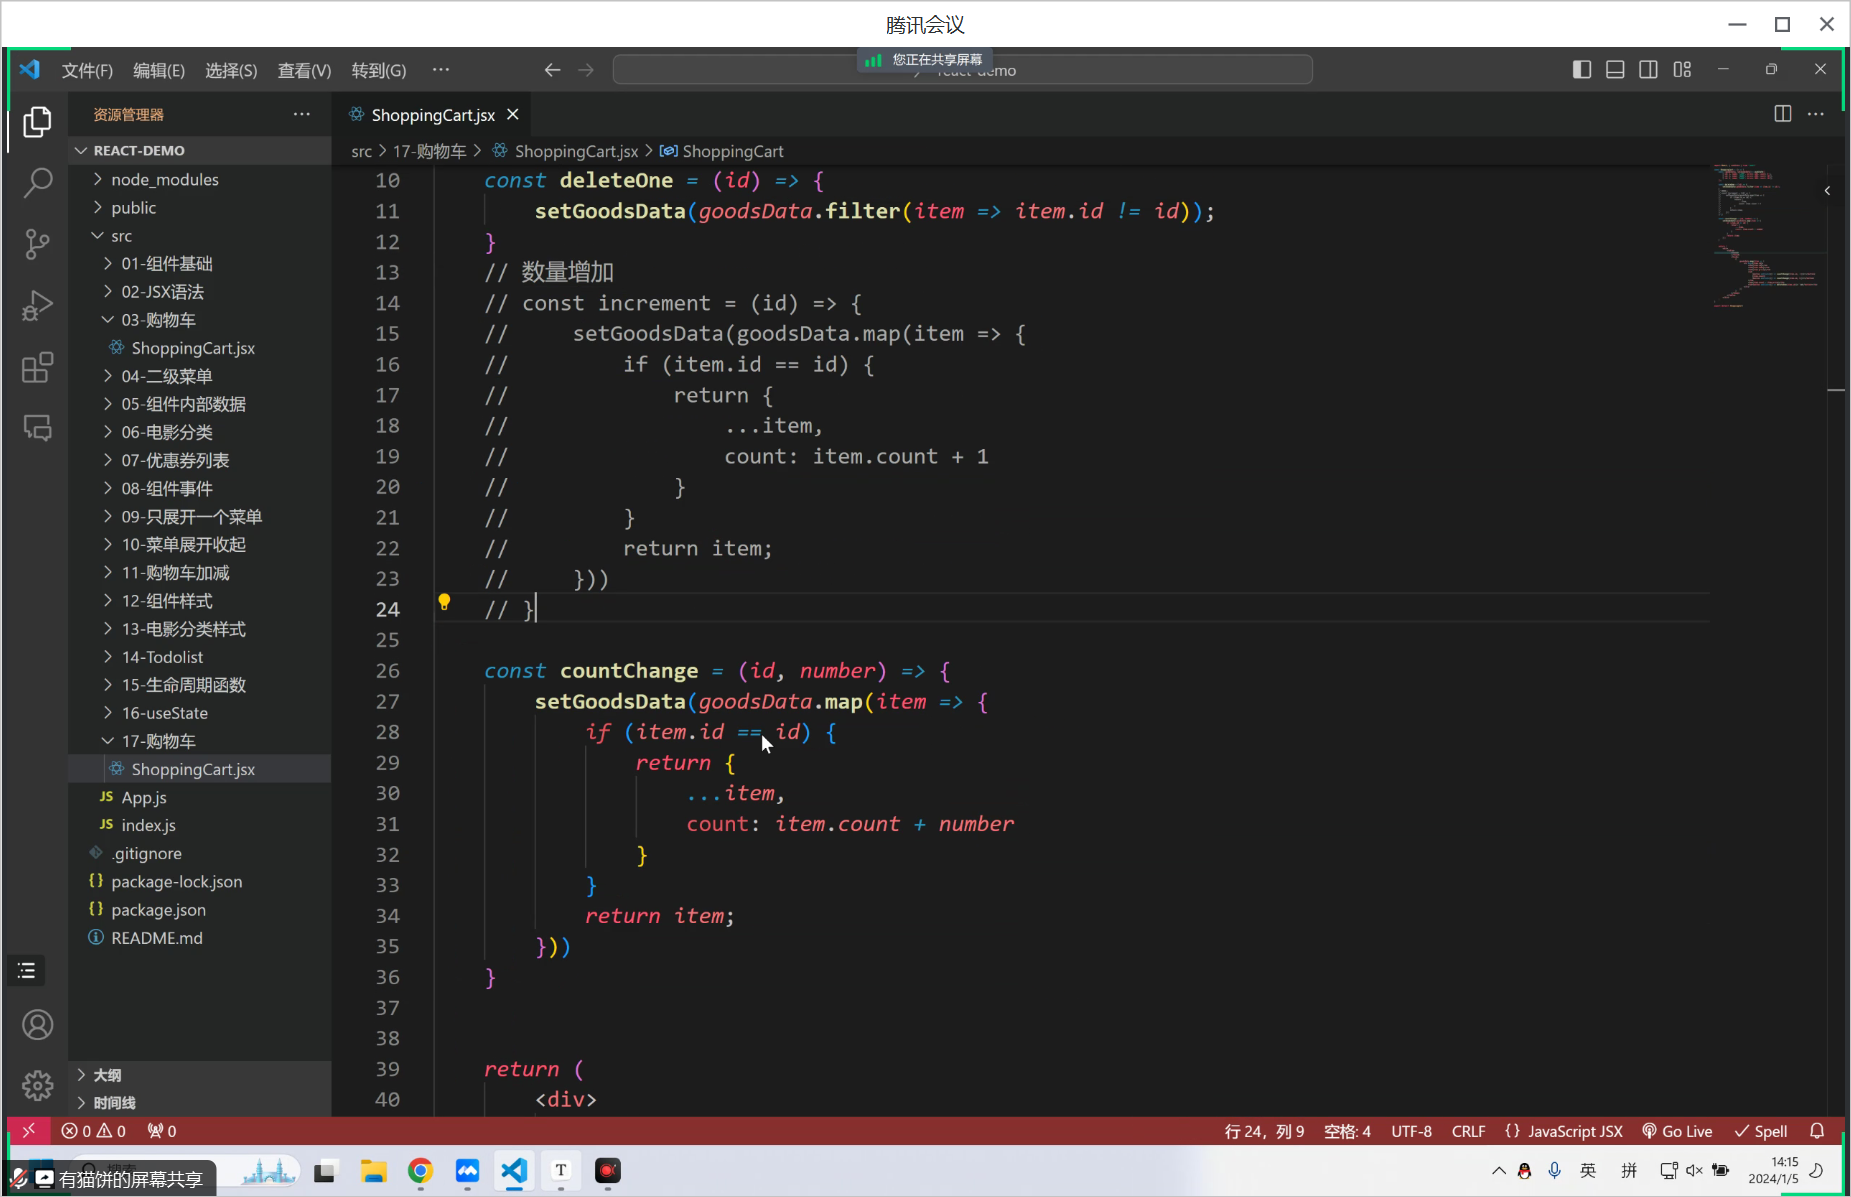 腾讯会议
文件(F) 编辑(E) 选择(S) 查看(V) 转到(G) ···
您正在共享屏幕
react-demo
资源管理器
ShoppingCart.jsx
REACT-DEMO
src > 17-购物车 > ShoppingCart.jsx > ShoppingCart
node_modules
public
src
01-组件基础
02-JSX语法
03-购物车
ShoppingCart.jsx
04-二级菜单
05-组件内部数据
06-电影分类
07-优惠券列表
08-组件事件
09-只展开一个菜单
10-菜单展开收起
11-购物车加减
12-组件样式
13-电影分类样式
14-Todolist
15-生命周期函数
16-useState
17-购物车
ShoppingCart.jsx
JS App.js
JS index.js
.gitignore
{} package-lock.json
{} package.json
README.md
大纲
时间线
10 const deleteOne = (id) => {
11 setGoodsData(goodsData.filter(item => item.id != id));
12 }
13 // 数量增加
14 // const increment = (id) => {
15 // setGoodsData(goodsData.map(item => {
16 // if (item.id == id) {
17 // return {
18 // ...item,
19 // count: item.count + 1
20 // }
21 // }
22 // return item;
23 // }))
24 // }
25
26 const countChange = (id, number) => {
27 setGoodsData(goodsData.map(item => {
28 if (item.id == id) {
29 return {
30 ...item,
31 count: item.count + number
32 }
33 }
34 return item;
35 }))
36 }
37
38
39 return (
40 <div>
0 0 0
行 24，列 9 空格: 4 UTF-8 CRLF {} JavaScript JSX Go Live Spell
有猫饼的屏幕共享
T
英 拼
14:15
2024/1/5